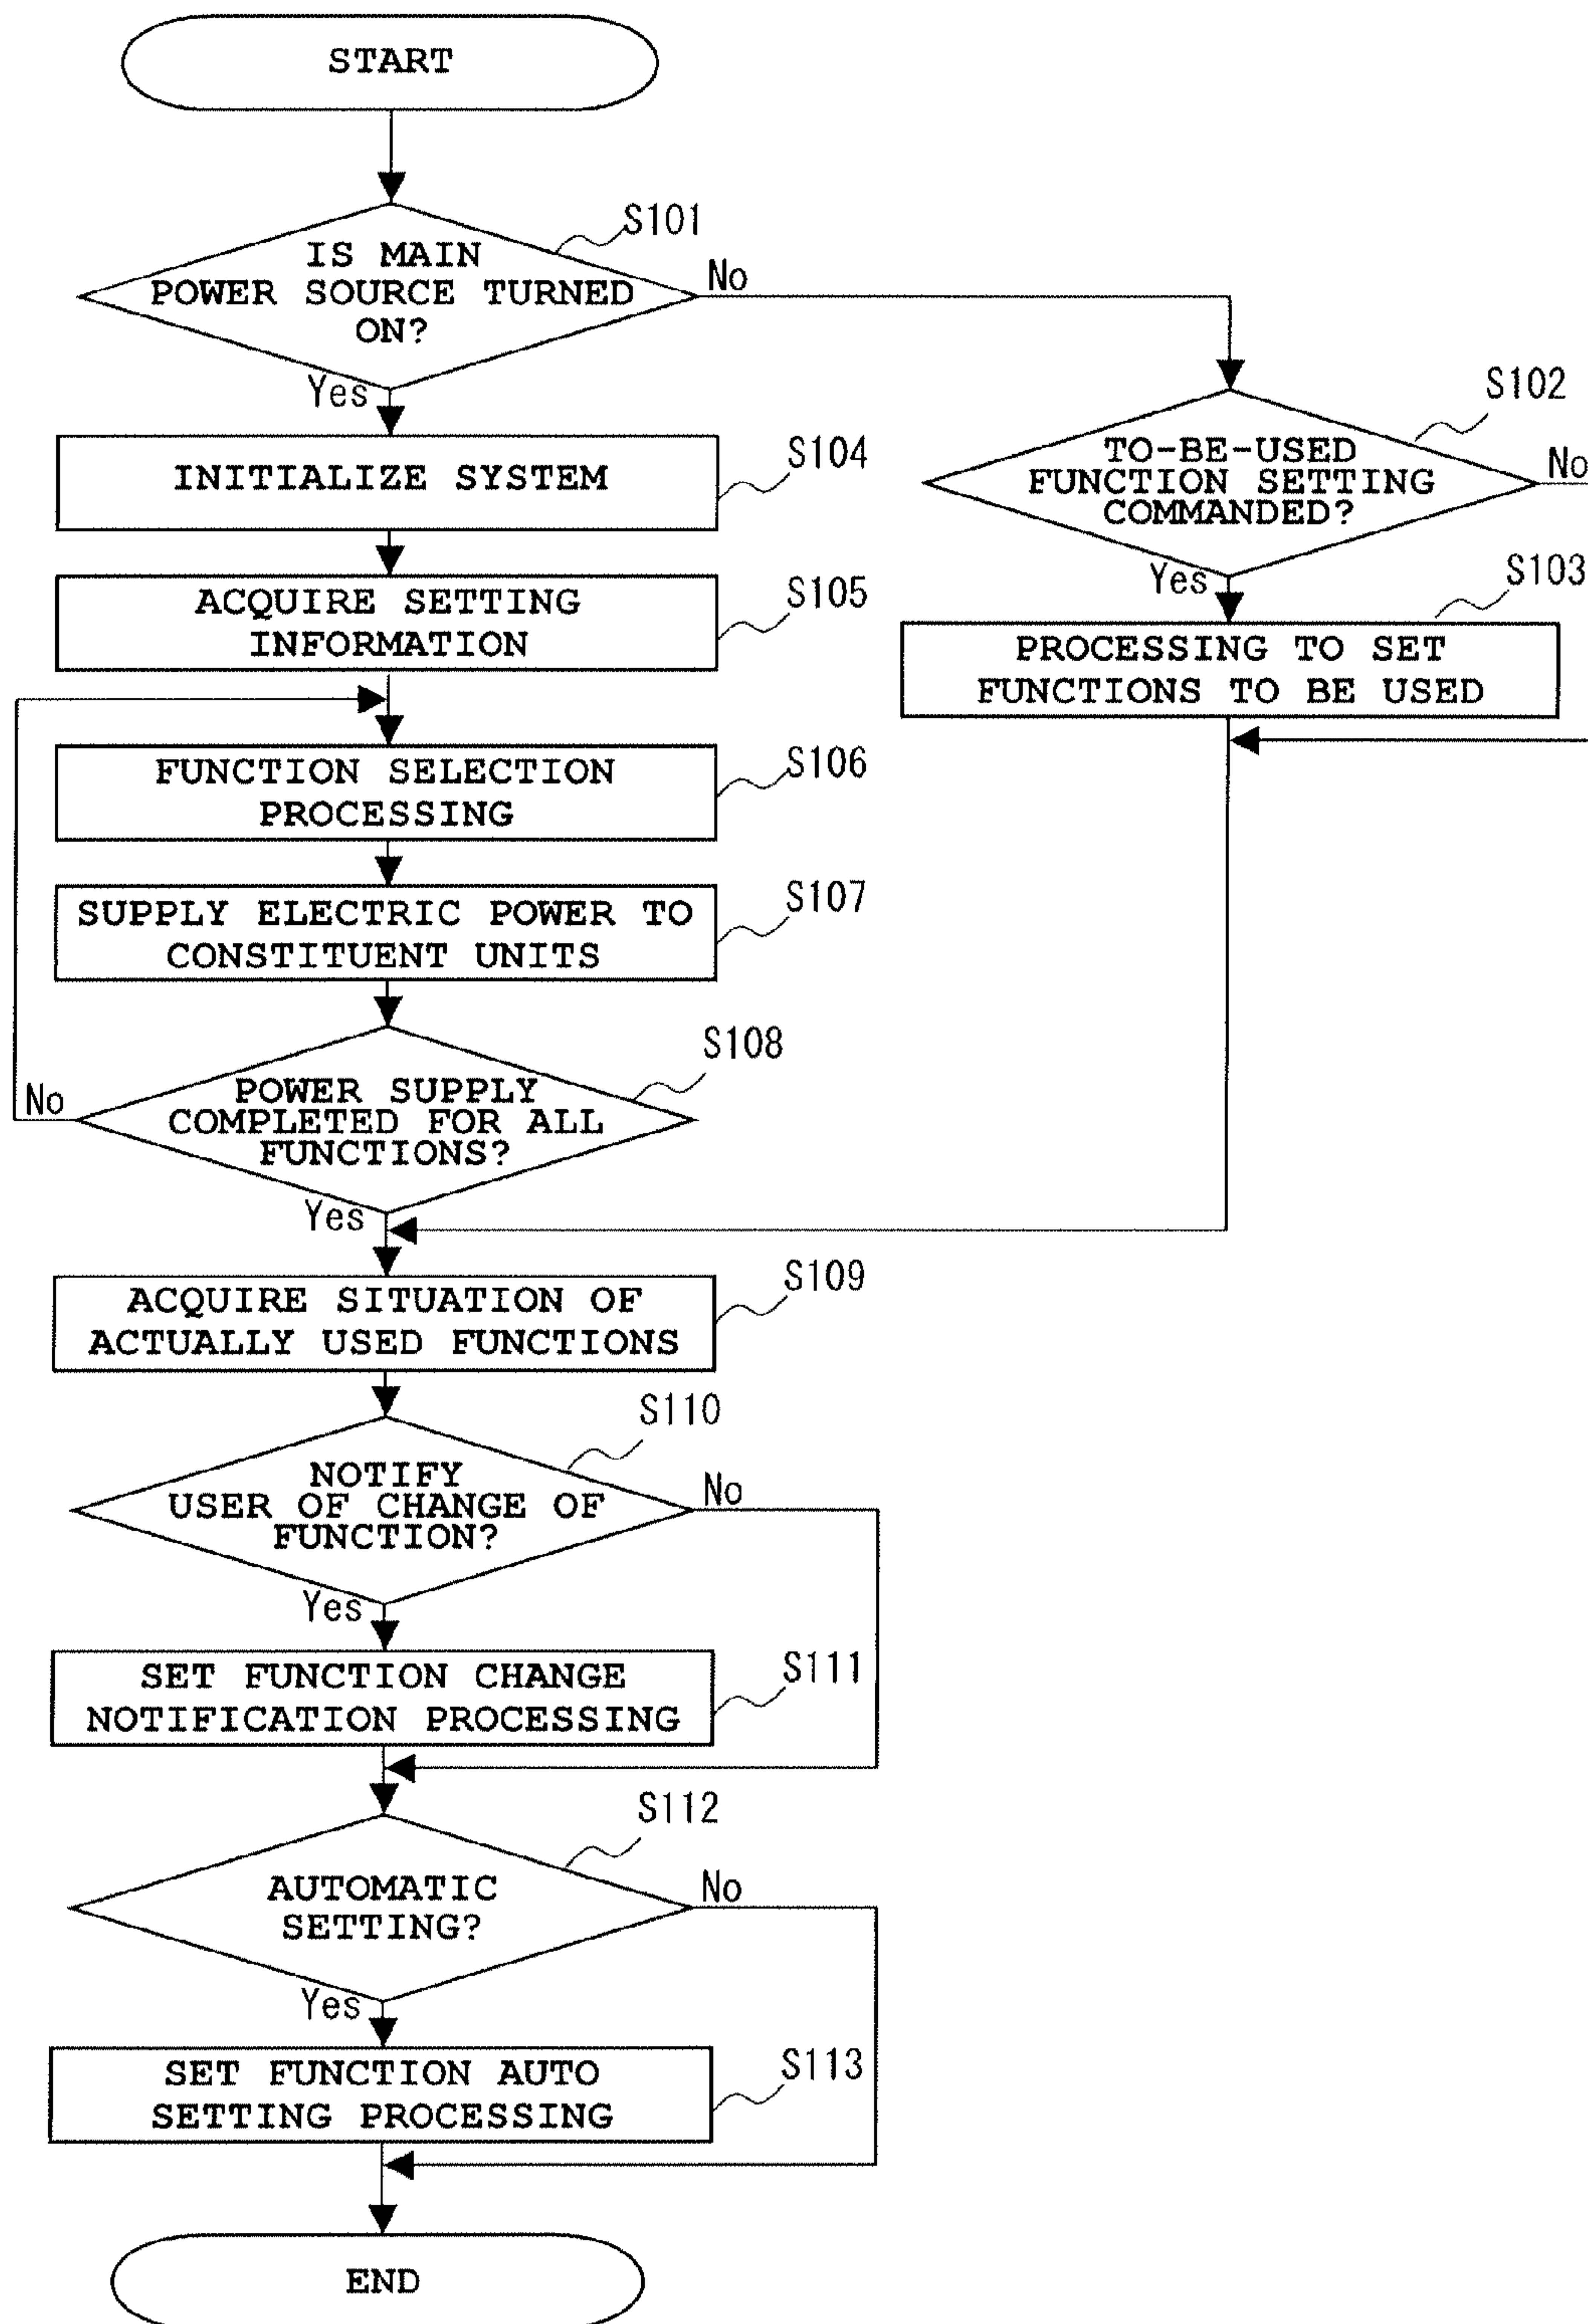 START
S101
IS MAIN
POWER SOURCE TURNED
ON?
No
Yes
S102
TO-BE-USED
FUNCTION SETTING
COMMANDED?
No
Yes
S103
PROCESSING TO SET
FUNCTIONS TO BE USED
S104
INITIALIZE SYSTEM
S105
ACQUIRE SETTING
INFORMATION
S106
FUNCTION SELECTION
PROCESSING
S107
SUPPLY ELECTRIC POWER TO
CONSTITUENT UNITS
S108
POWER SUPPLY
COMPLETED FOR ALL
FUNCTIONS?
No
Yes
S109
ACQUIRE SITUATION OF
ACTUALLY USED FUNCTIONS
S110
NOTIFY
USER OF CHANGE OF
FUNCTION?
No
Yes
S111
SET FUNCTION CHANGE
NOTIFICATION PROCESSING
S112
AUTOMATIC
SETTING?
No
Yes
S113
SET FUNCTION AUTO
SETTING PROCESSING
END